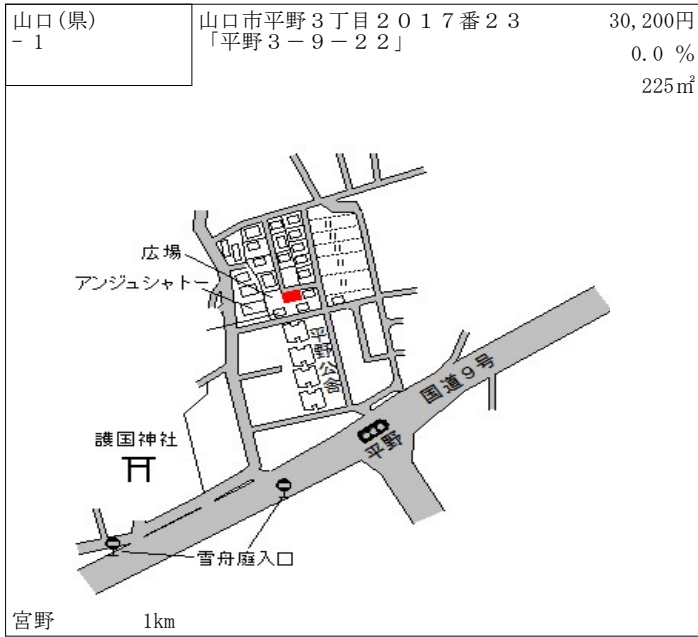 山口(県)
- 1
山口市平野３丁目２０１７番２３
「平野３－９－２２」
30,200円
0.0 %
225㎡
広場
アンジュシャトー
平野公舎
国道９号
平野
護国神社
雪舟庭入口
宮野 1km